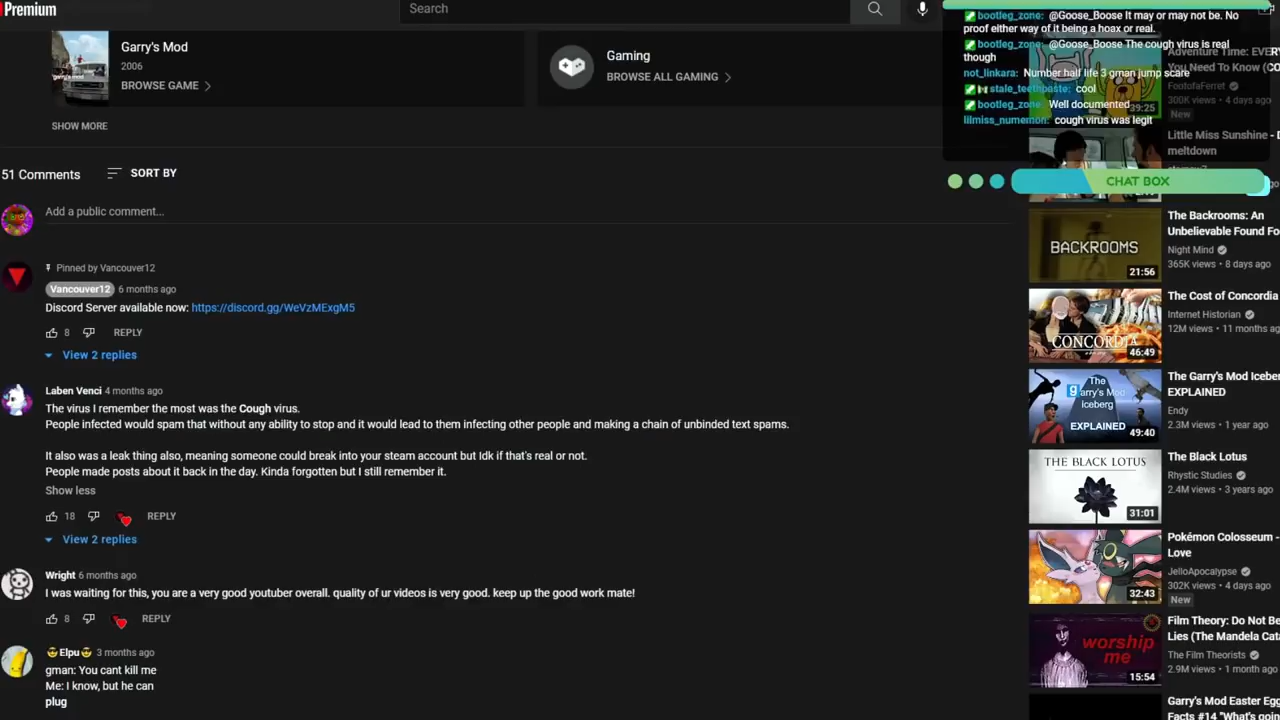 Premium
Search
Garry's Mod
2006
BROWSE GAME
Gaming
BROWSE ALL GAMING
SHOW MORE
51 Comments
SORT BY
Add a public comment...
Pinned by Vancouver12
Vancouver12 6 months ago
Discord Server available now: https://discord.gg/WeVzMExgM5
8 REPLY
View 2 replies
Laben Venci 4 months ago
The virus I remember the most was the Cough virus.
People infected would spam that without any ability to stop and it would lead to them infecting other people and making a chain of unbinded text spams.
It also was a leak thing also, meaning someone could break into your steam account but Idk if that's real or not.
People made posts about it back in the day. Kinda forgotten but I still remember it.
Show less
18 REPLY
View 2 replies
Wright 6 months ago
I was waiting for this, you are a very good youtuber overall. quality of ur videos is very good. keep up the good work mate!
8 REPLY
Elpu 3 months ago
gman: You cant kill me
Me: I know, but he can
plug
bootleg_zone: @Goose_Boose It may or may not be. No
proof either way of it being a hoax or real.
bootleg_zone: @Goose_Boose The cough virus is real
though
not_linkara: Number half life 3 gman jump scare
stale_teethpaste: cool
bootleg_zone: Well documented
lilmiss_numemon: cough virus was legit
CHAT BOX
Adventure Time: EVERY
You Need To Know (CO
FootofaFerret
300K views • 4 days ago
New
39:25
Little Miss Sunshine - D
meltdown
BACKROOMS
21:56
The Backrooms: An
Unbelievable Found Fo
Night Mind
365K views • 8 days ago
CONCORDIA
46:49
The Cost of Concordia
Internet Historian
12M views • 11 months ag
The
Garry's Mod
Iceberg
EXPLAINED
49:40
The Garry's Mod Iceber
EXPLAINED
Endy
2.3M views • 1 year ago
THE BLACK LOTUS
31:01
The Black Lotus
Rhystic Studies
2.4M views • 3 years ago
32:43
Pokémon Colosseum -
Love
JelloApocalypse
302K views • 4 days ago
New
worship
me
15:54
Film Theory: Do Not Be
Lies (The Mandela Cata
The Film Theorists
2.9M views • 1 month ago
Garry's Mod Easter Egg
Facts #14 "What's goi